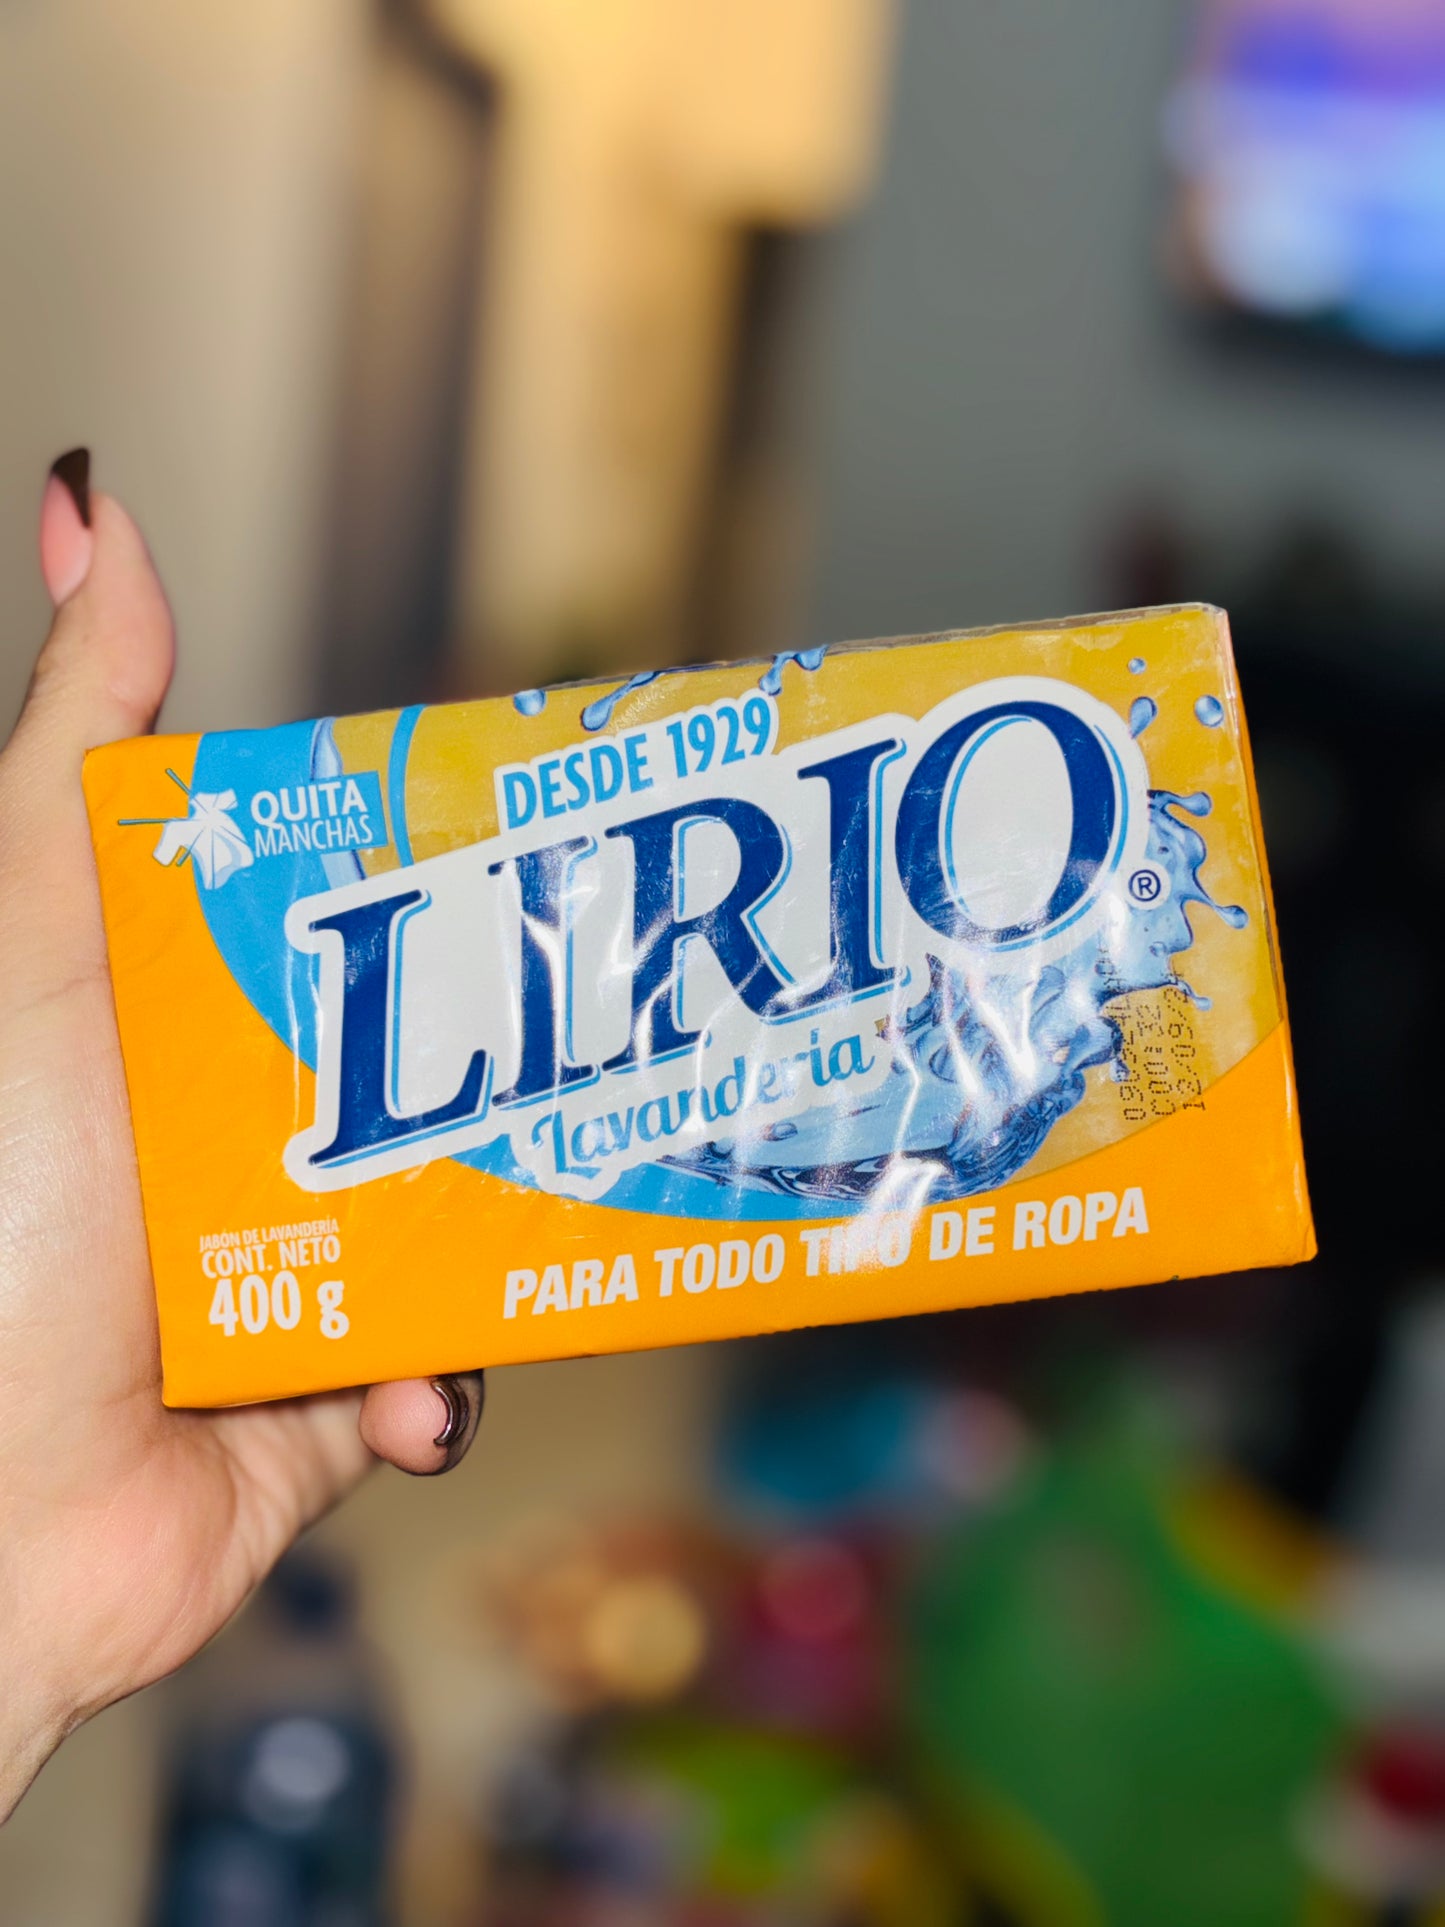 QUITA
MANCHAS
DESDE 1929
LIRIO®
Lavandería
JABÓN DE LAVANDERÍA
CONT. NETO
400 g
PARA TODO TIPO DE ROPA